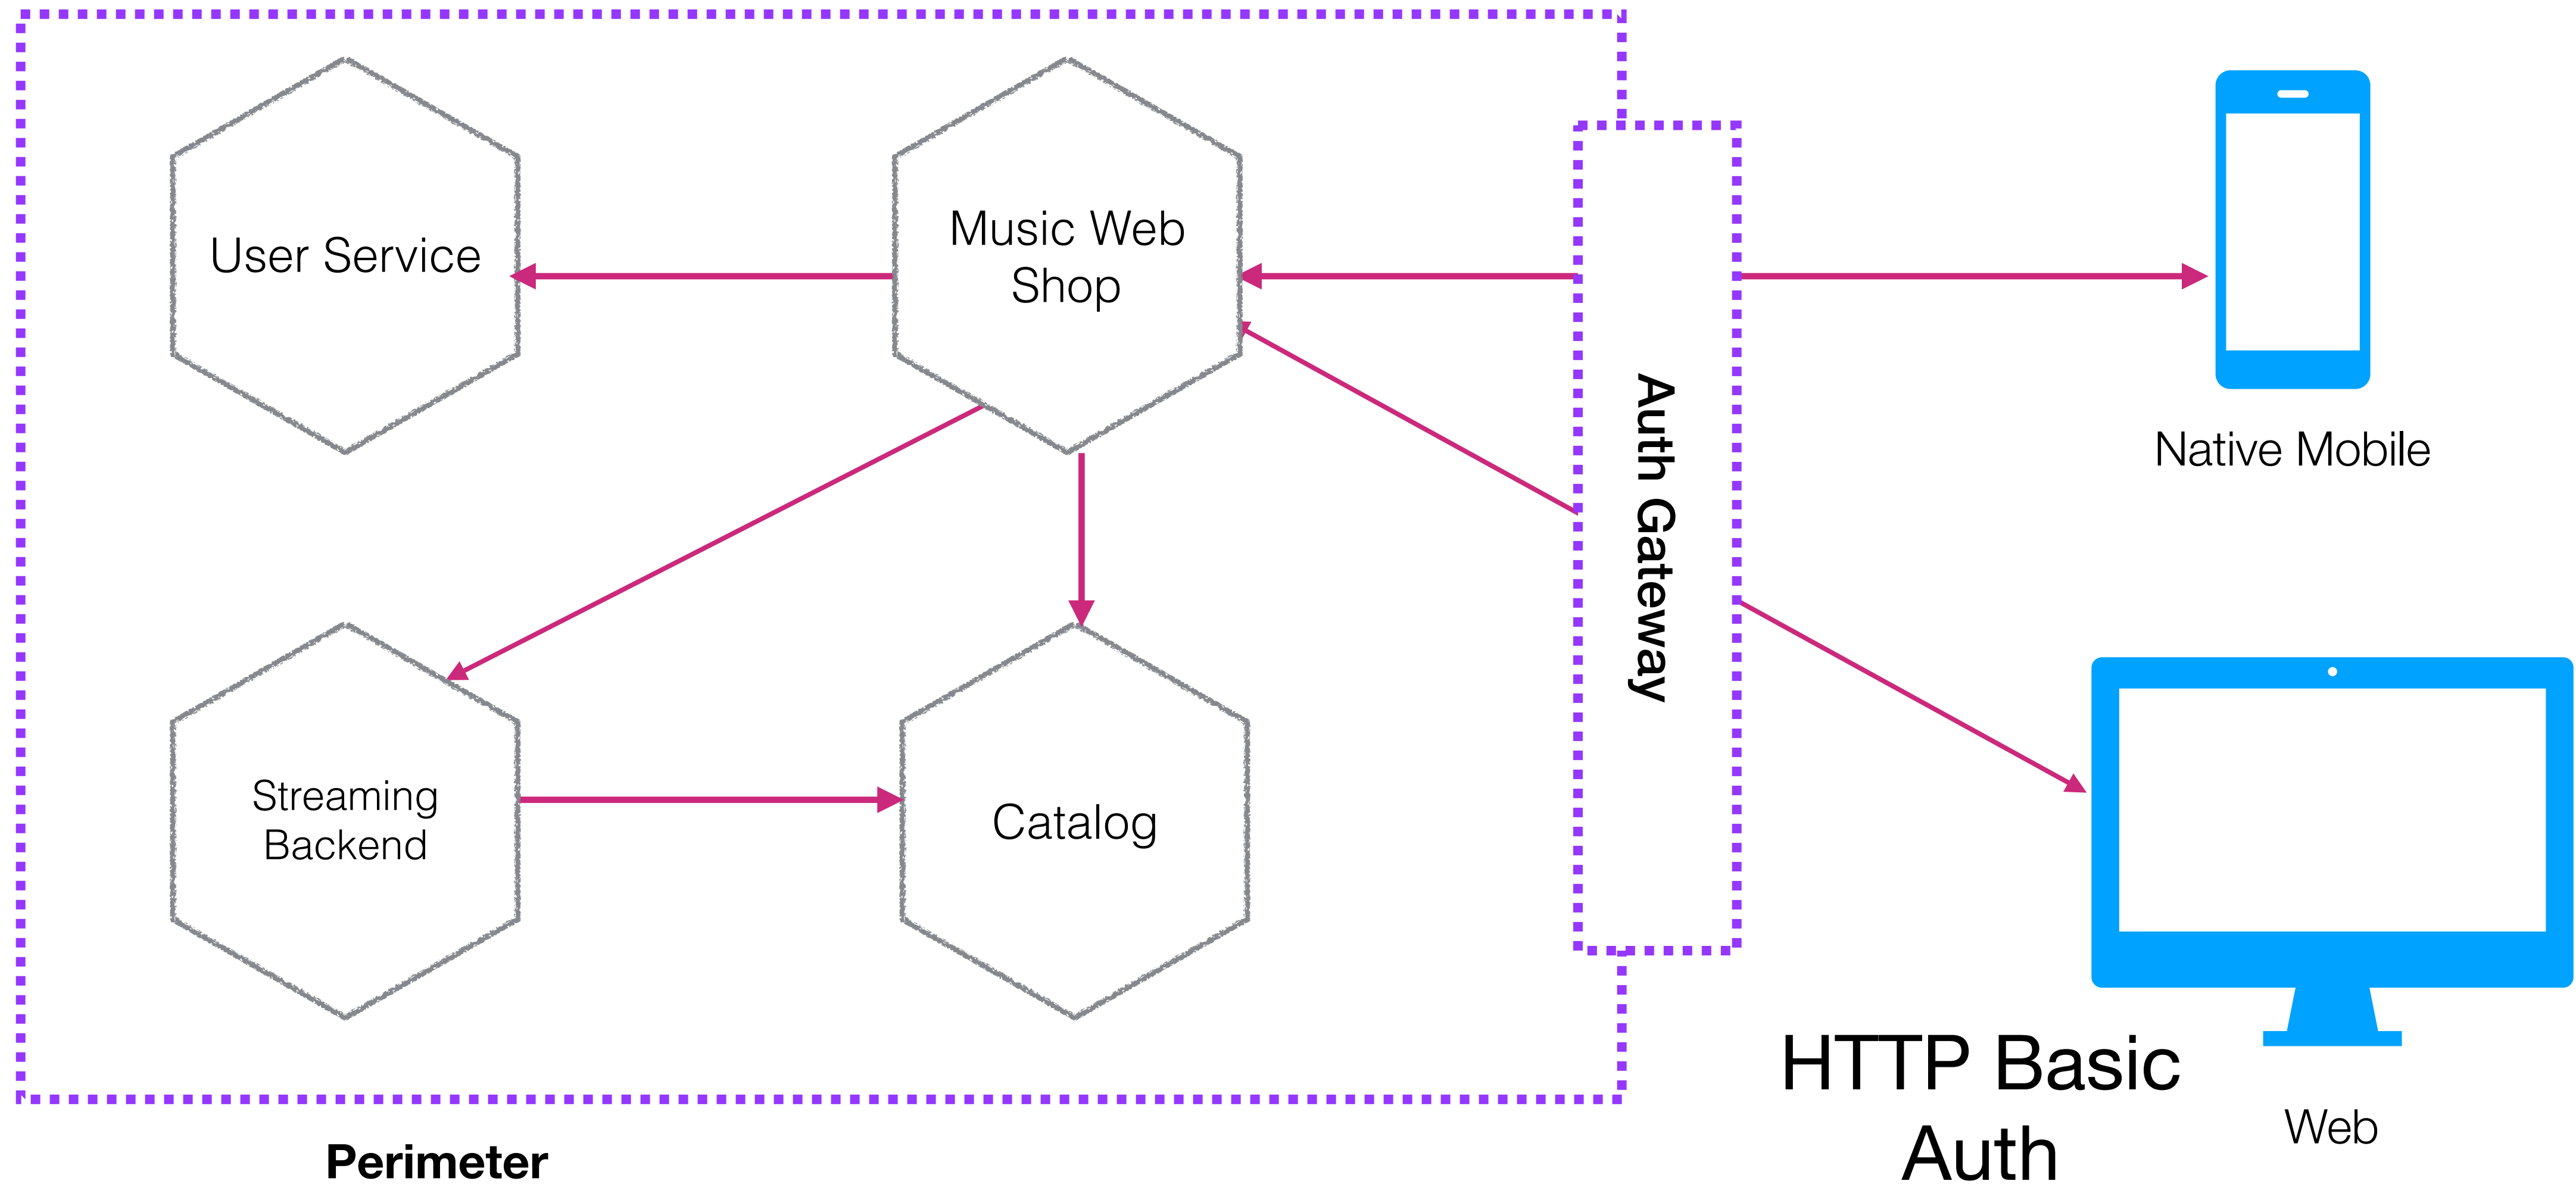 User Service
Music Web
Shop
Auth Gateway
Native Mobile
Streaming
Backend
Catalog
HTTP Basic
Auth
Web
Perimeter